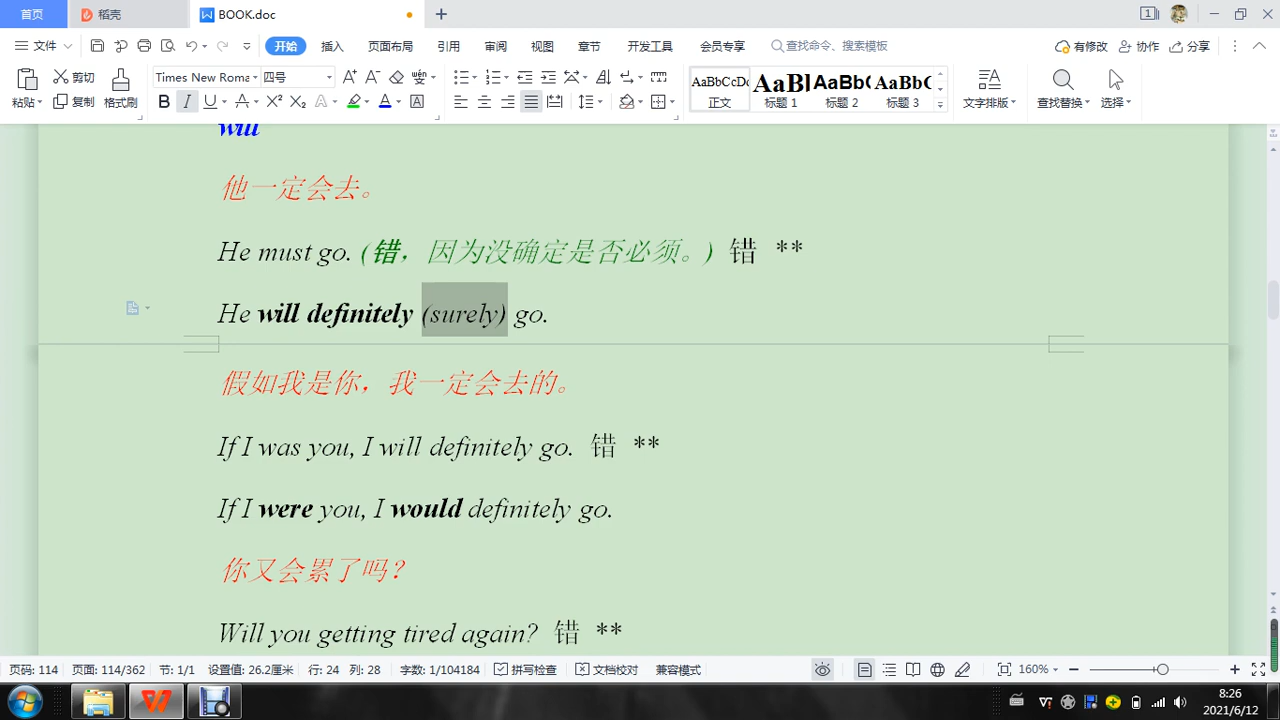 首页 稻壳 BOOK.doc + 1
文件 开始 插入 页面布局 引用 审阅 视图 章节 开发工具 会员专享 查找命令、搜索模板 有修改 协作 分享
粘贴 剪切 复制 格式刷 Times New Roma 四号 AaBbCcDd 正文 AaBl 标题 1 AaBb( 标题 2 AaBbC 标题 3 文字排版 查找替换 选择
will
他一定会去。
He must go. (错，因为没确定是否必须。) 错 **
He will definitely (surely) go.
假如我是你，我一定会去的。
If I was you, I will definitely go. 错 **
If I were you, I would definitely go.
你又会累了吗？
Will you getting tired again? 错 **
页码: 114 页面: 114/362 节: 1/1 设置值: 26.2厘米 行: 24 列: 28 字数: 1/104184 拼写检查 文档校对 兼容模式 160%
8:26
2021/6/12